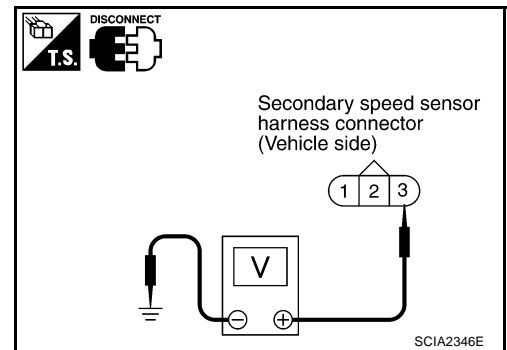 DISCONNECT
T.S.
Secondary speed sensor
harness connector
(Vehicle side)
1 2 3
V
− +
SCIA2346E